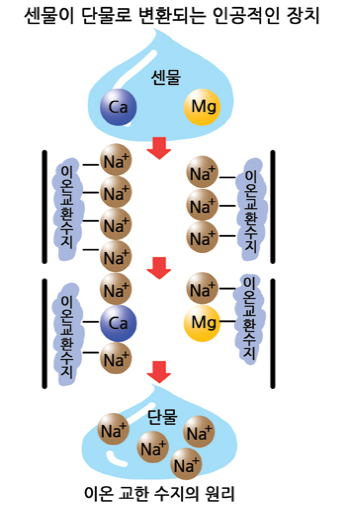 센물이 단물로 변환되는 인공적인 장치
센물
Ca
Mg
이온교환수지
Na+
Na+
Na+
Na+
Na+
Na+
Na+
이온교환수지
이온교환수지
Na+
Ca
Na+
Na+
Mg
이온교환수지
단물
Na+
Na+
Na+
Na+
이온 교환 수지의 원리